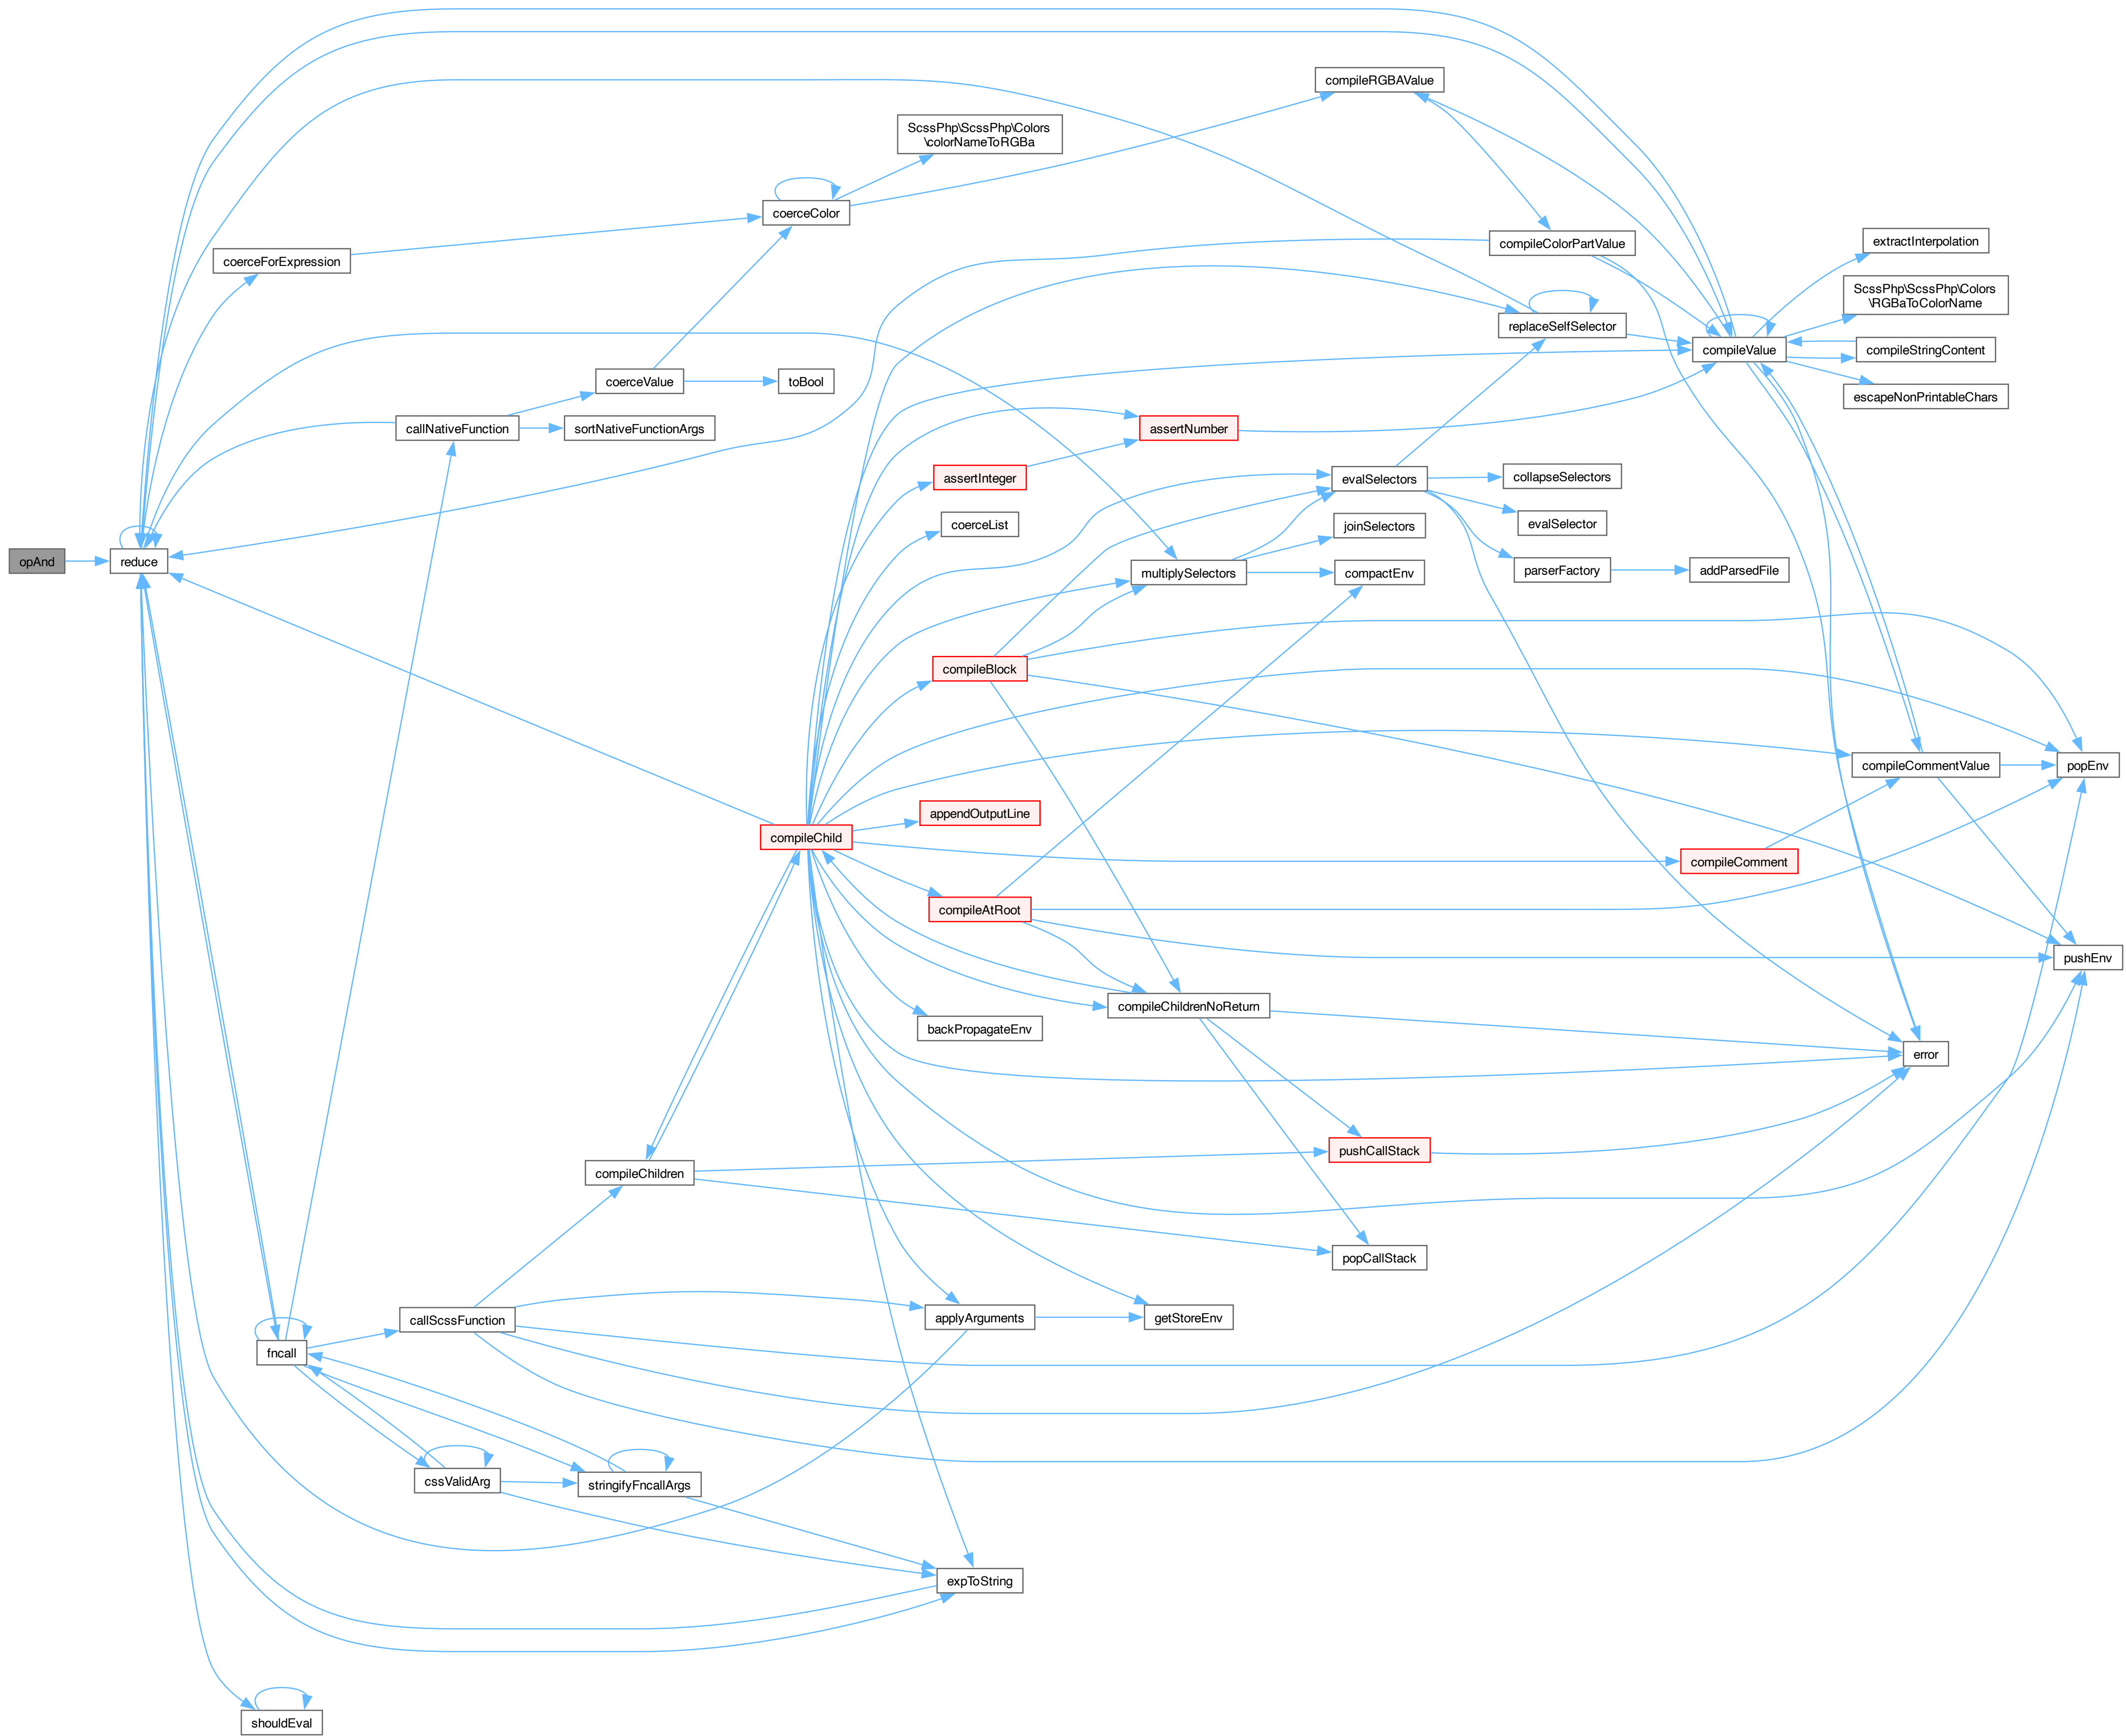 compileRGBAValue
ScssPhp\ScssPhp\Colors
\colorNameToRGBa
coerceColor
compileColorPartValue
extractInterpolation
coerceForExpression
ScssPhp\ScssPhp\Colors
\RGBaToColorName
replaceSelfSelector
compileValue
compileStringContent
coerceValue
toBool
escapeNonPrintableChars
callNativeFunction
sortNativeFunctionArgs
assertNumber
assertInteger
evalSelectors
collapseSelectors
coerceList
joinSelectors
evalSelector
opAnd
reduce
multiplySelectors
compactEnv
parserFactory
addParsedFile
compileBlock
compileCommentValue
popEnv
appendOutputLine
compileChild
compileComment
compileAtRoot
pushEnv
compileChildrenNoReturn
backPropagateEnv
error
pushCallStack
compileChildren
popCallStack
callScssFunction
applyArguments
getStoreEnv
fncall
cssValidArg
stringifyFncallArgs
expToString
shouldEval